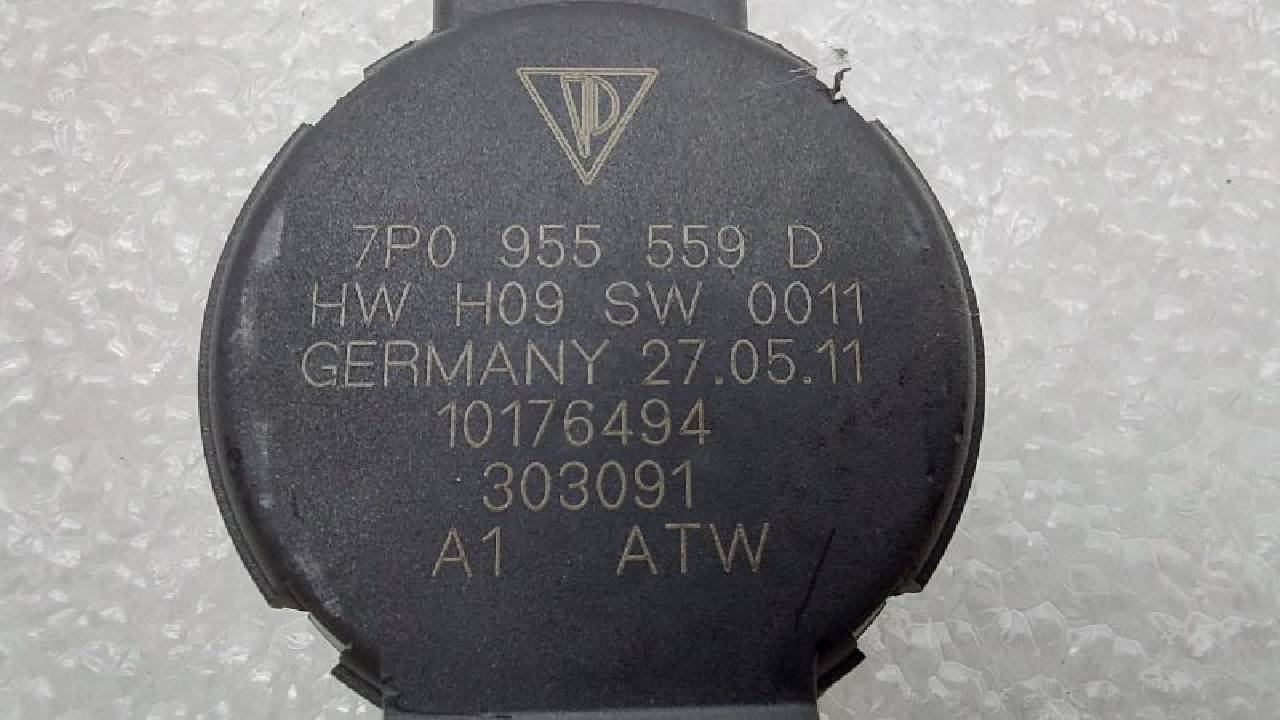 7P0 955 559 D
HW H09 SW 0011
GERMANY 27.05.11
10176494
303091
A1 ATW